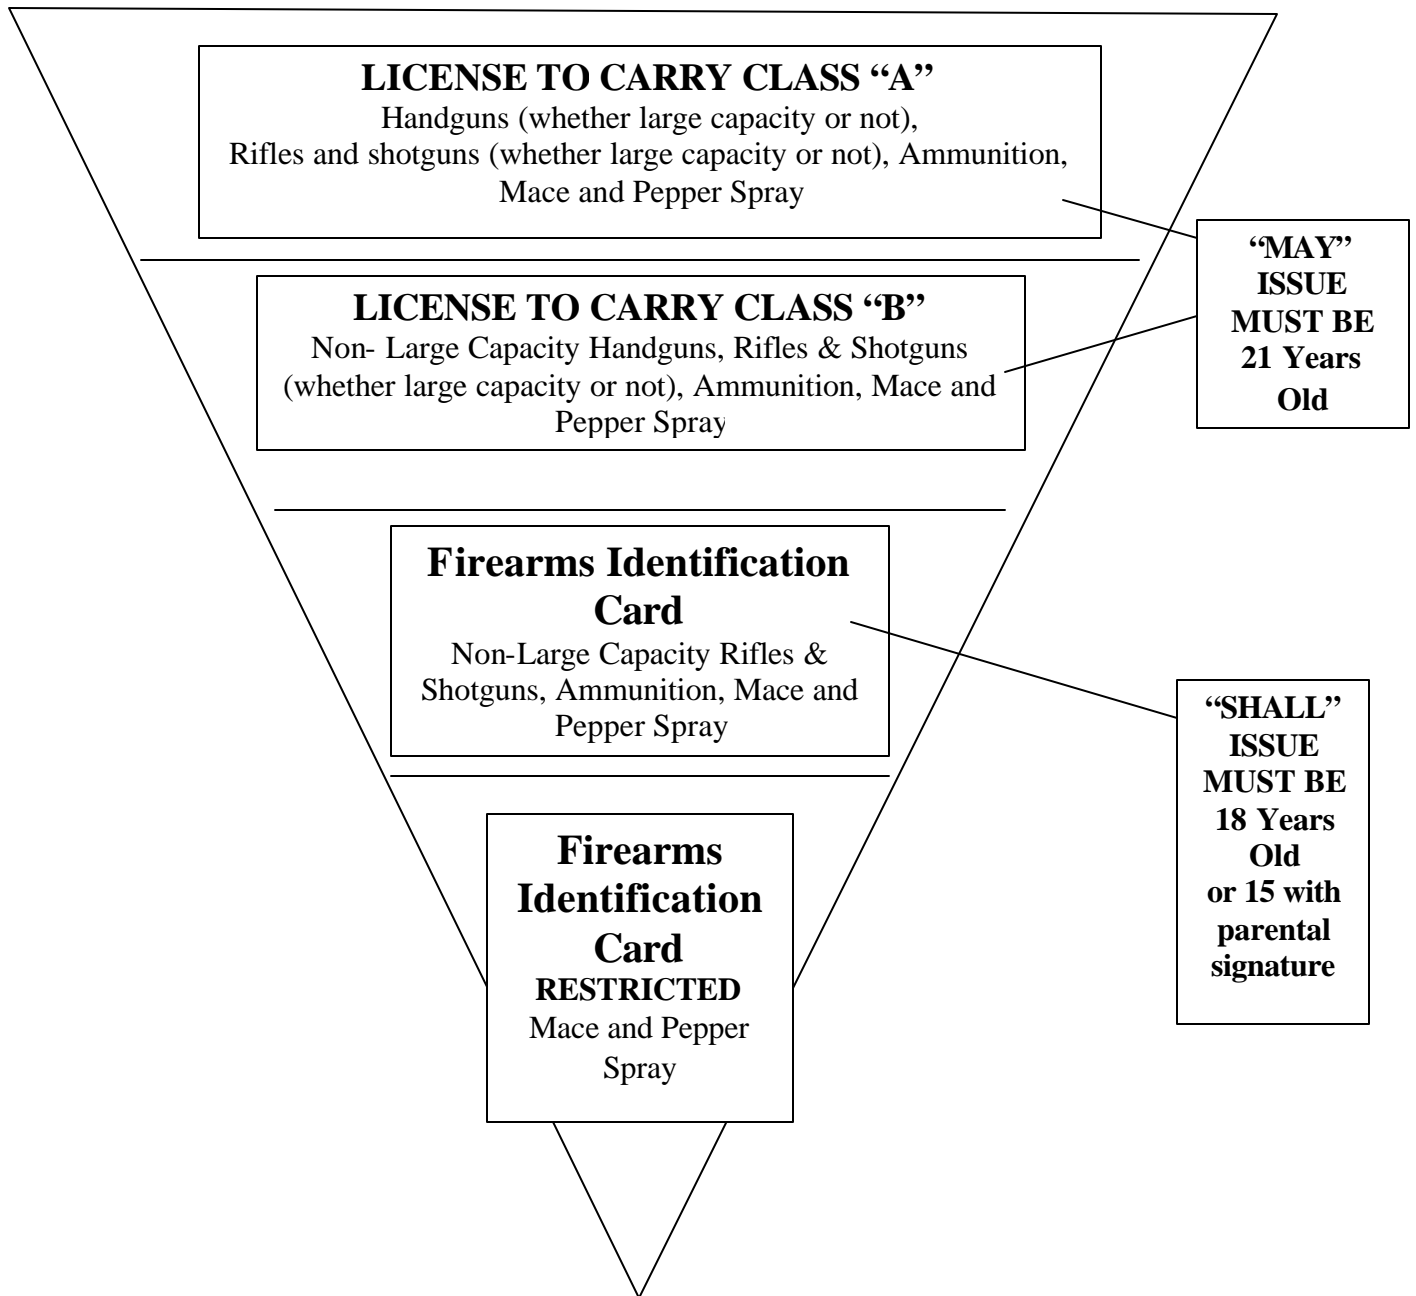 LICENSE TO CARRY CLASS “A”
Handguns (whether large capacity or not),
Rifles and shotguns (whether large capacity or not), Ammunition,
Mace and Pepper Spray
“MAY”
ISSUE
MUST BE
21 Years
Old
LICENSE TO CARRY CLASS “B”
Non- Large Capacity Handguns, Rifles & Shotguns
(whether large capacity or not), Ammunition, Mace and
Pepper Spray
Firearms Identification
Card
Non-Large Capacity Rifles &
Shotguns, Ammunition, Mace and
Pepper Spray
“SHALL”
ISSUE
MUST BE
18 Years
Old
or 15 with
parental
signature
Firearms
Identification
Card
RESTRICTED
Mace and Pepper
Spray